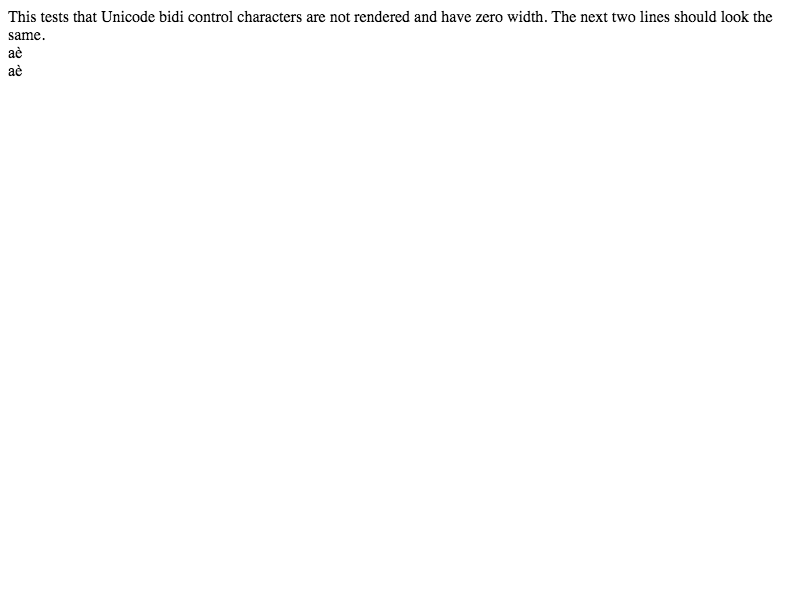 This tests that Unicode bidi control characters are not rendered and have zero width. The next two lines should look the
same.
aè
aè